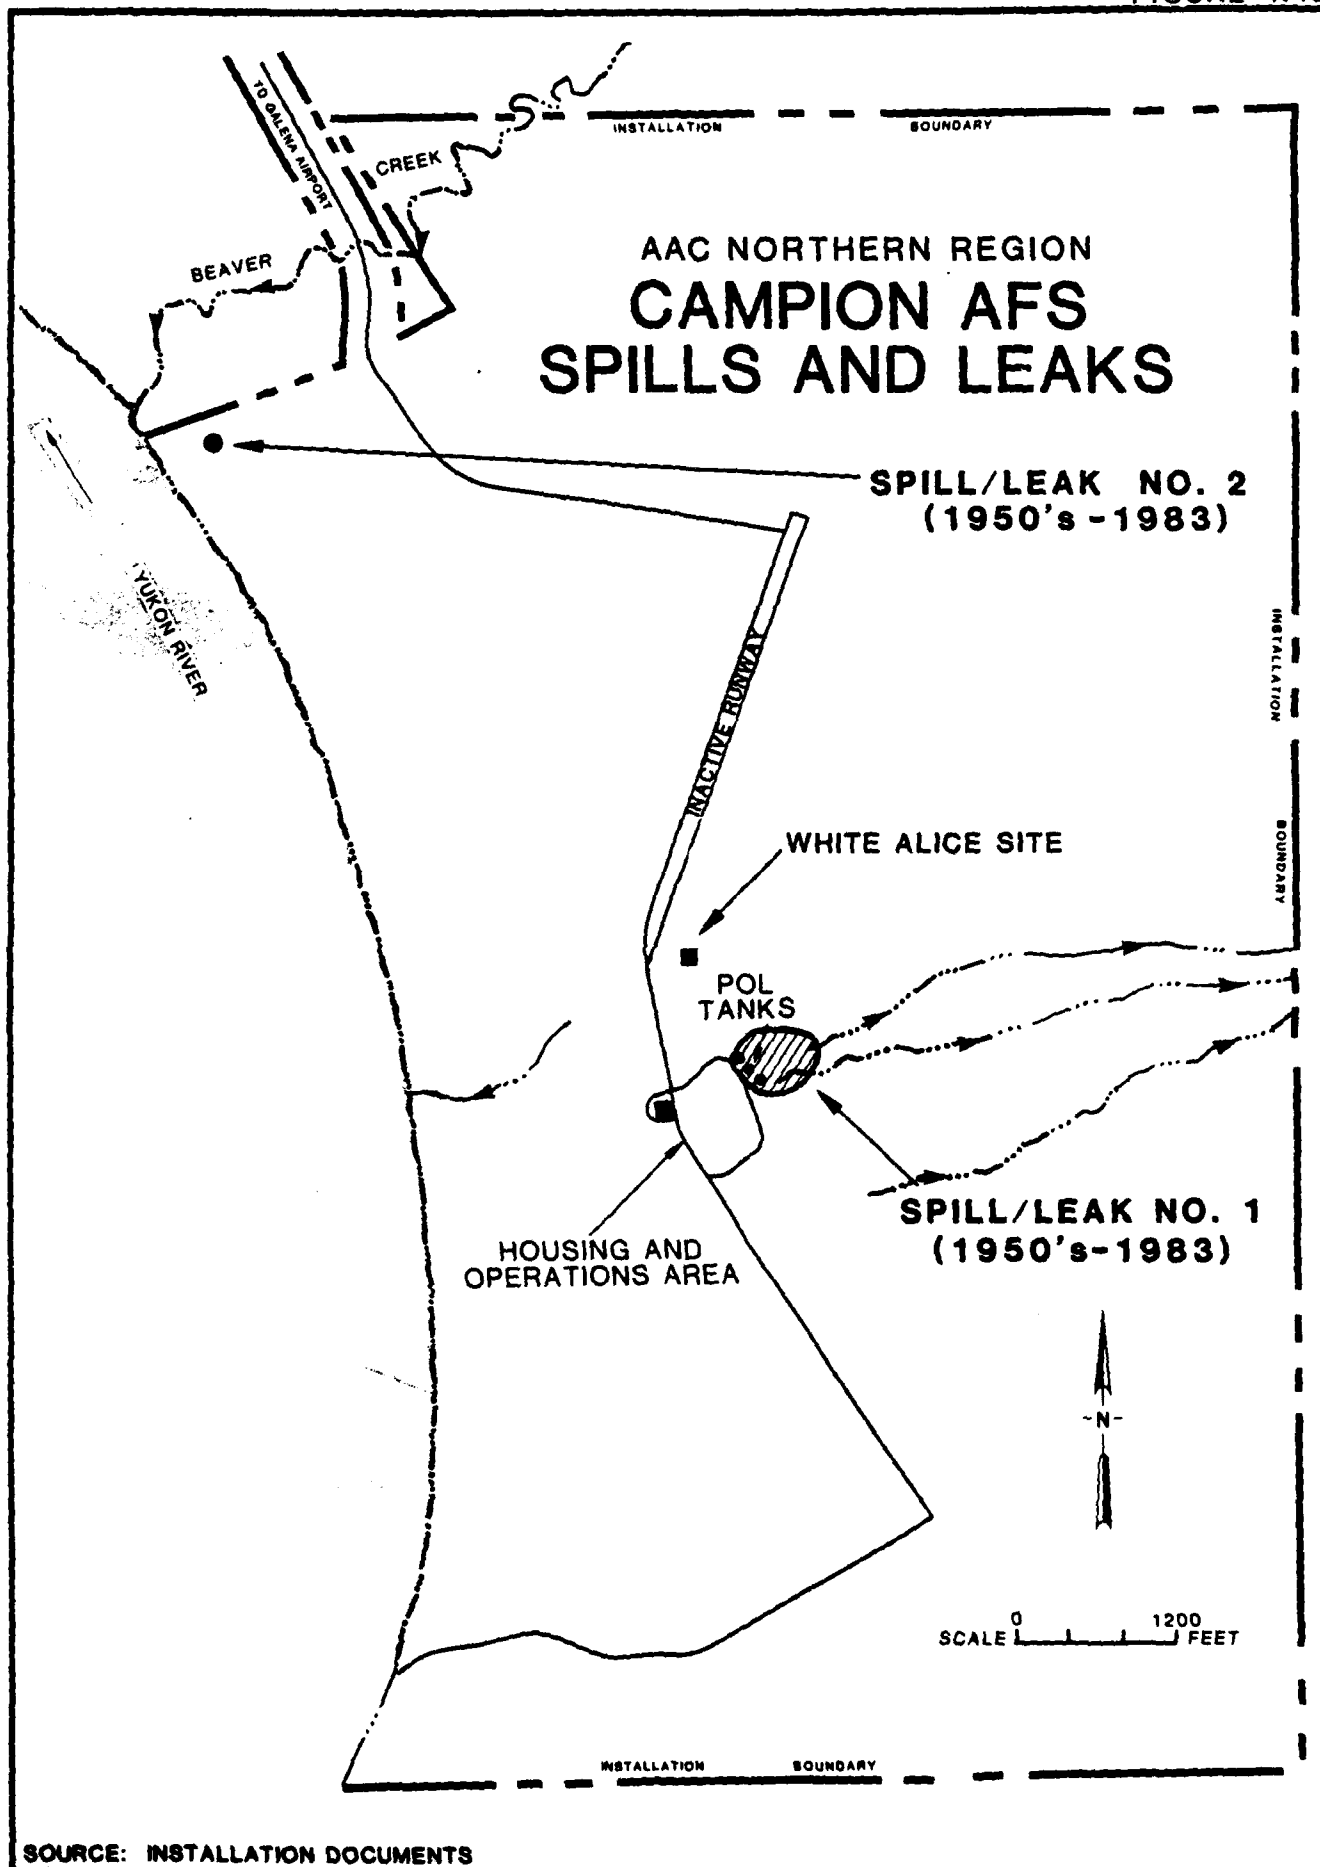 INSTALLATION BOUNDARY
TO GALENA AIRPORT
CREEK
BEAVER
AAC NORTHERN REGION
CAMPION AFS
SPILLS AND LEAKS
SPILL/LEAK NO. 2
(1950's-1983)
YUKON RIVER
INSTALLATION BOUNDARY
INACTIVE RUNWAY
WHITE ALICE SITE
POL
TANKS
SPILL/LEAK NO. 1
(1950's-1983)
HOUSING AND
OPERATIONS AREA
-N-
0 1200
SCALE FEET
INSTALLATION BOUNDARY
SOURCE: INSTALLATION DOCUMENTS